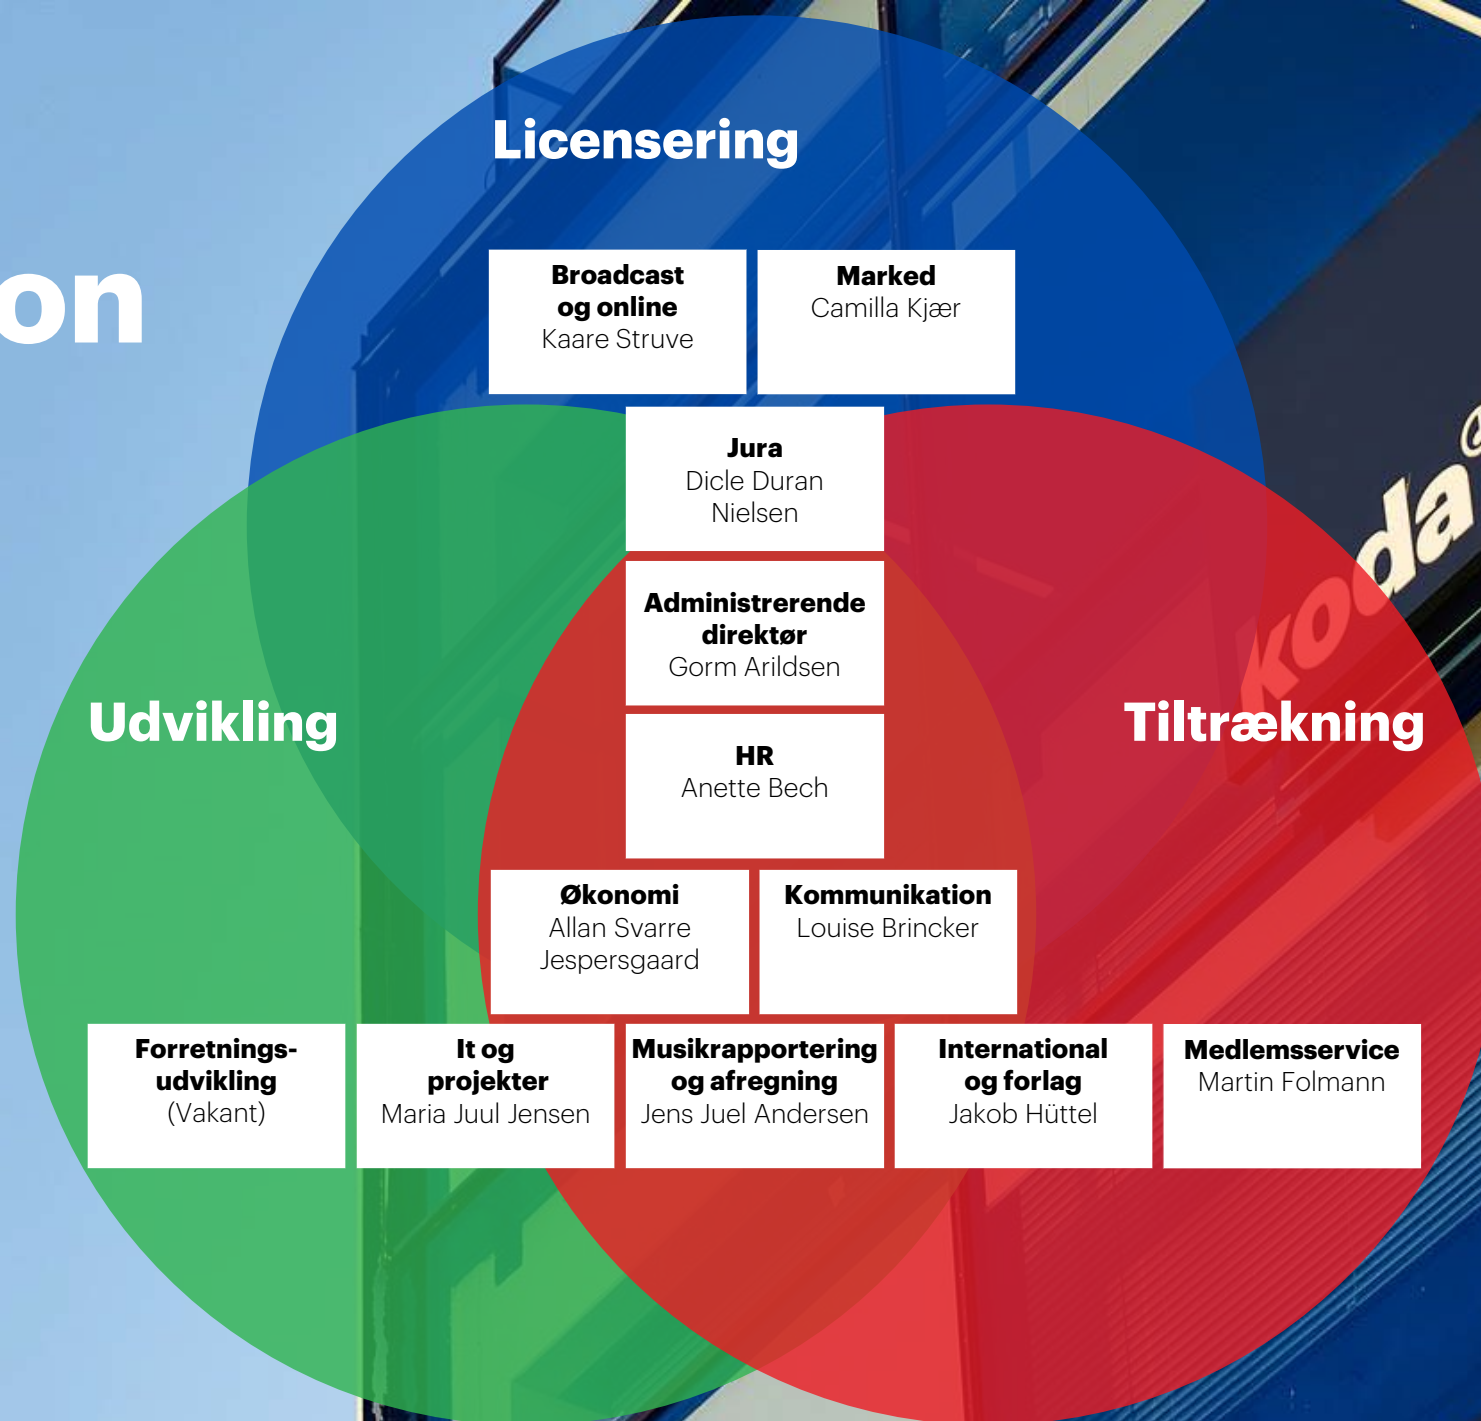 Licensering
on
Broadcast
og online
Kaare Struve
Marked
Camilla Kjær
Jura
Dicle Duran
Nielsen
koda
Administrerende
direktør
Gorm Arildsen
Udvikling
Tiltrækning
HR
Anette Bech
Økonomi
Allan Svarre
Jespersgaard
Kommunikation
Louise Brincker
Forretnings-
udvikling
(Vakant)
It og
projekter
Maria Juul Jensen
Musikrapportering
og afregning
Jens Juel Andersen
International
og forlag
Jakob Hüttel
Medlemsservice
Martin Folmann